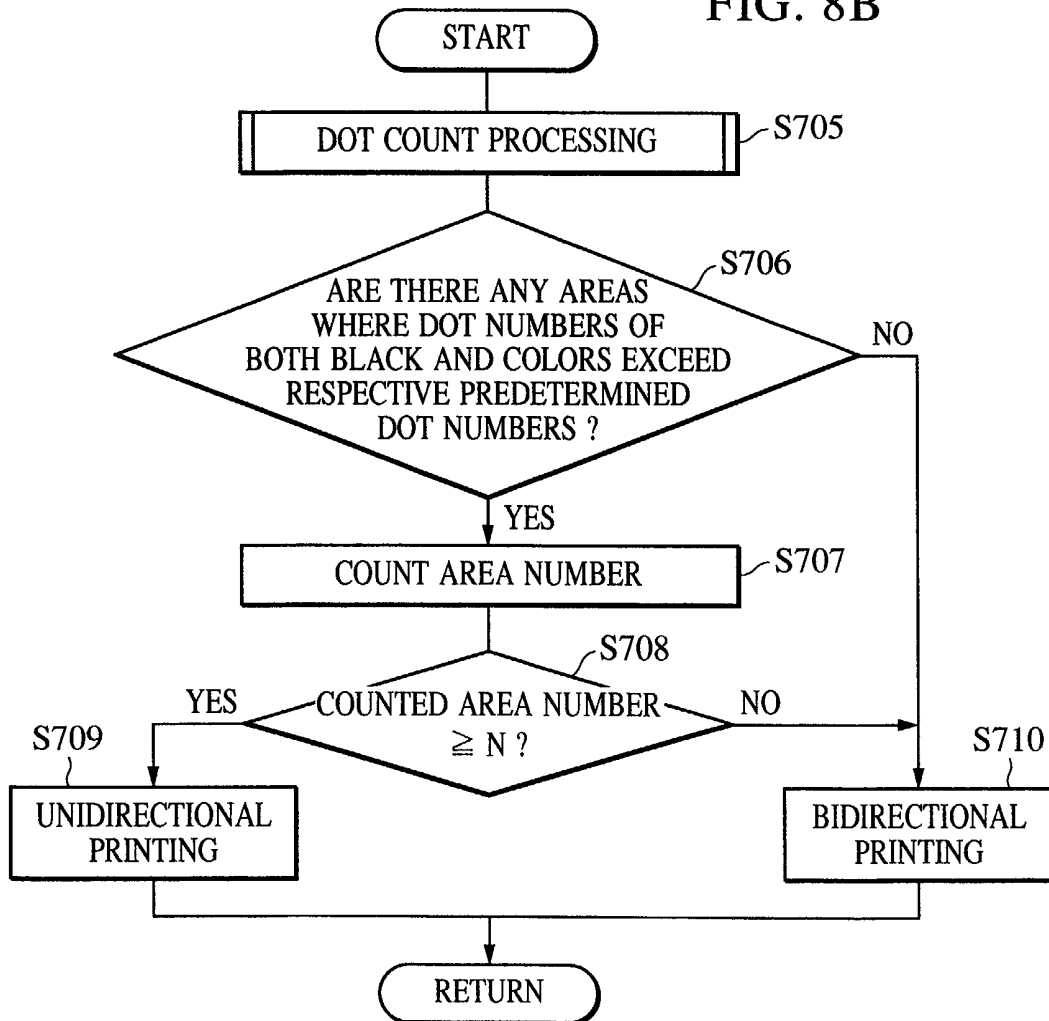 FIG. 8B
START
DOT COUNT PROCESSING
S705
S706
ARE THERE ANY AREAS
WHERE DOT NUMBERS OF
BOTH BLACK AND COLORS EXCEED
RESPECTIVE PREDETERMINED
DOT NUMBERS ?
NO
YES
COUNT AREA NUMBER
S707
S708
YES
COUNTED AREA NUMBER
≧ N ?
NO
S709
S710
UNIDIRECTIONAL
PRINTING
BIDIRECTIONAL
PRINTING
RETURN